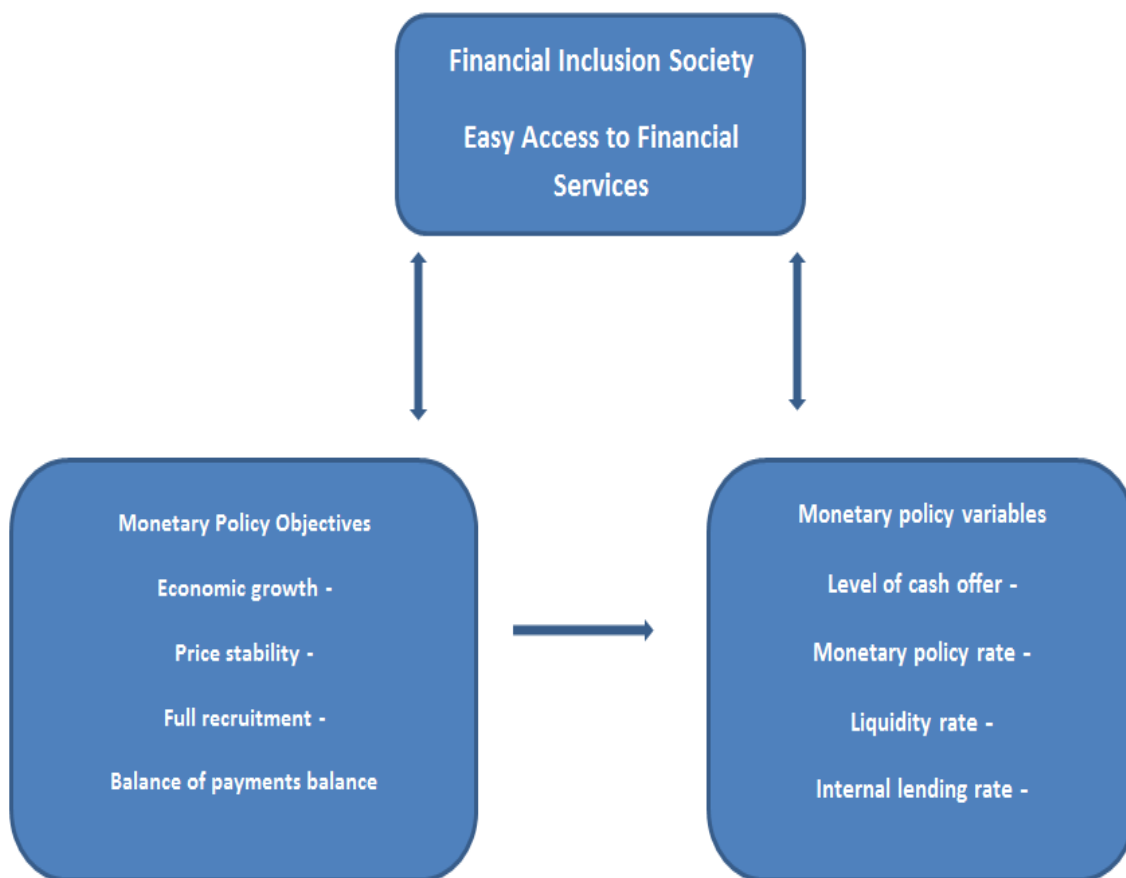 Financial Inclusion Society
Easy Access to Financial
Services
Monetary Policy Objectives
Economic growth -
Price stability -
Full recruitment -
Balance of payments balance
Monetary policy variables
Level of cash offer -
Monetary policy rate -
Liquidity rate -
Internal lending rate -